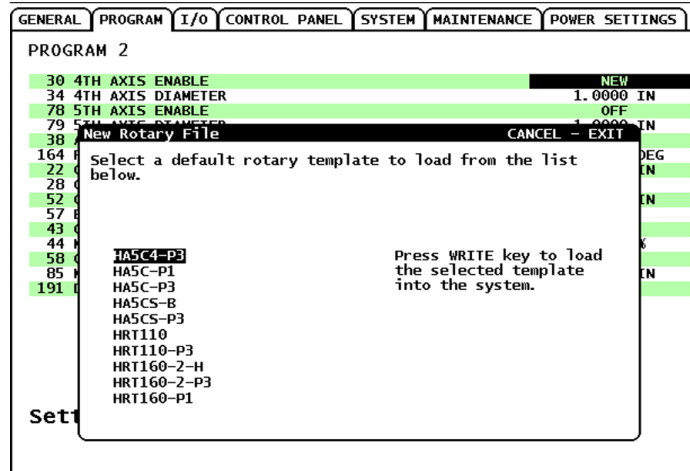 GENERAL PROGRAM I/O CONTROL PANEL SYSTEM MAINTENANCE POWER SETTINGS
PROGRAM 2
30 4TH AXIS ENABLE NEW
34 4TH AXIS DIAMETER 1.0000 IN
78 5TH AXIS ENABLE OFF
79 IN
New Rotary File CANCEL - EXIT
38
164 DEG
Select a default rotary template to load from the list
22 IN
below.
28
52 IN
57
43
44 %
58
85 IN
191
HA5C4-P3
HA5C-P1
HA5C-P3
HA5CS-B
HA5CS-P3
HRT110
HRT110-P3
HRT160-2-H
HRT160-2-P3
HRT160-P1
Press WRITE key to load
the selected template
into the system.
Sett